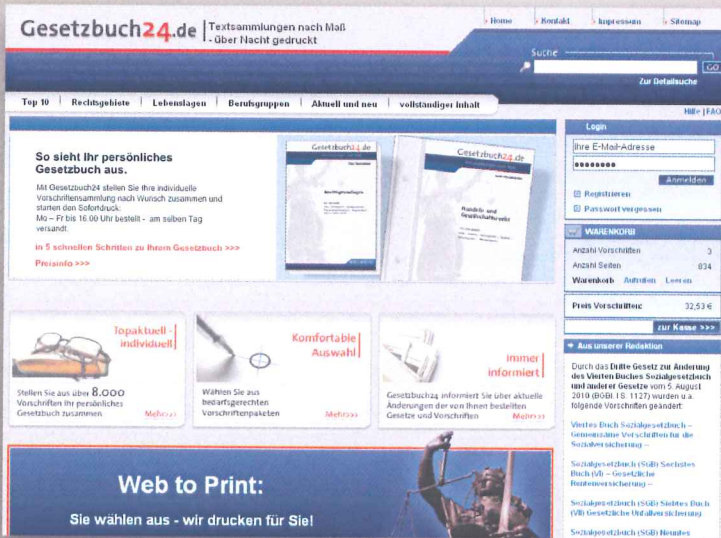 Gesetzbuch24.de
Textsammlungen nach Maß
- über Nacht gedruckt
Home
Kontakt
Impressum
Sitemap
Suche
GO
Zur Detailsuche
Top 10
Rechtsgebiete
Lebenslagen
Berufsgruppen
Aktuell und neu
vollständiger Inhalt
Hilfe | FAQ
So sieht Ihr persönliches
Gesetzbuch aus.
Mit Gesetzbuch24 stellen Sie Ihre individuelle
Vorschriftensammlung nach Wunsch zusammen und
starten den Sofortdruck:
Mo – Fr bis 16.00 Uhr bestellt - am selben Tag
versandt.
in 5 schnellen Schritten zu Ihrem Gesetzbuch >>>
Preisinfo >>>
Gesetzbuch24.de
Gesetzbuch24.de
Handels- und
Gesellschaftsrecht
Login
Ihre E-Mail-Adresse
Anmelden
Registrieren
Passwort vergessen
WARENKORB
Anzahl Vorschriften 3
Anzahl Seiten 834
Warenkorb Aufrufen Leeren
Preis Vorschriften: 32,53 €
zur Kasse >>>
Topaktuell -
individuell
Stellen Sie aus über 8.000
Vorschriften Ihr persönliches
Gesetzbuch zusammen
Mehr>>>
Komfortable
Auswahl
Wählen Sie aus
bedarfsgerechten
Vorschriftenpaketen
Mehr>>>
immer
informiert
Gesetzbuch24 informiert Sie über aktuelle
Änderungen der von Ihnen bestellten
Gesetze und Vorschriften
Mehr>>>
Aus unserer Redaktion
Durch das Dritte Gesetz zur Änderung
des Vierten Buches Sozialgesetzbuch
und anderer Gesetze vom 5. August
2010 (BGBl. I S. 1127) wurden u.a.
folgende Vorschriften geändert:
Viertes Buch Sozialgesetzbuch –
Gemeinsame Vorschriften für die
Sozialversicherung –
Sozialgesetzbuch (SGB) Sechstes
Buch (VI) – Gesetzliche
Rentenversicherung –
Sozialgesetzbuch (SGB) Siebtes Buch
(VII) Gesetzliche Unfallversicherung
Sozialgesetzbuch (SGB) Neuntes
Web to Print:
Sie wählen aus - wir drucken für Sie!